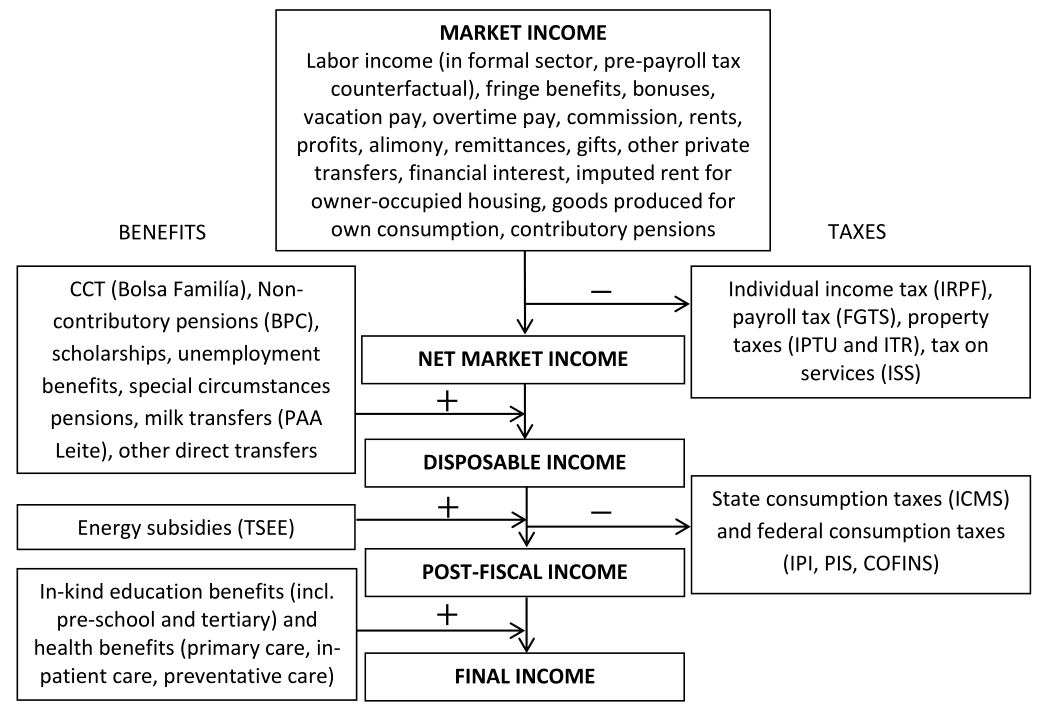 MARKET INCOME
Labor income (in formal sector, pre-payroll tax
counterfactual), fringe benefits, bonuses,
vacation pay, overtime pay, commission, rents,
profits, alimony, remittances, gifts, other private
transfers, financial interest, imputed rent for
owner-occupied housing, goods produced for
own consumption, contributory pensions
BENEFITS
TAXES
CCT (Bolsa Familía), Non-
contributory pensions (BPC),
scholarships, unemployment
benefits, special circumstances
pensions, milk transfers (PAA
Leite), other direct transfers
−
Individual income tax (IRPF),
payroll tax (FGTS), property
taxes (IPTU and ITR), tax on
services (ISS)
NET MARKET INCOME
+
DISPOSABLE INCOME
+
−
Energy subsidies (TSEE)
State consumption taxes (ICMS)
and federal consumption taxes
(IPI, PIS, COFINS)
POST-FISCAL INCOME
In-kind education benefits (incl.
pre-school and tertiary) and
health benefits (primary care, in-
patient care, preventative care)
+
FINAL INCOME